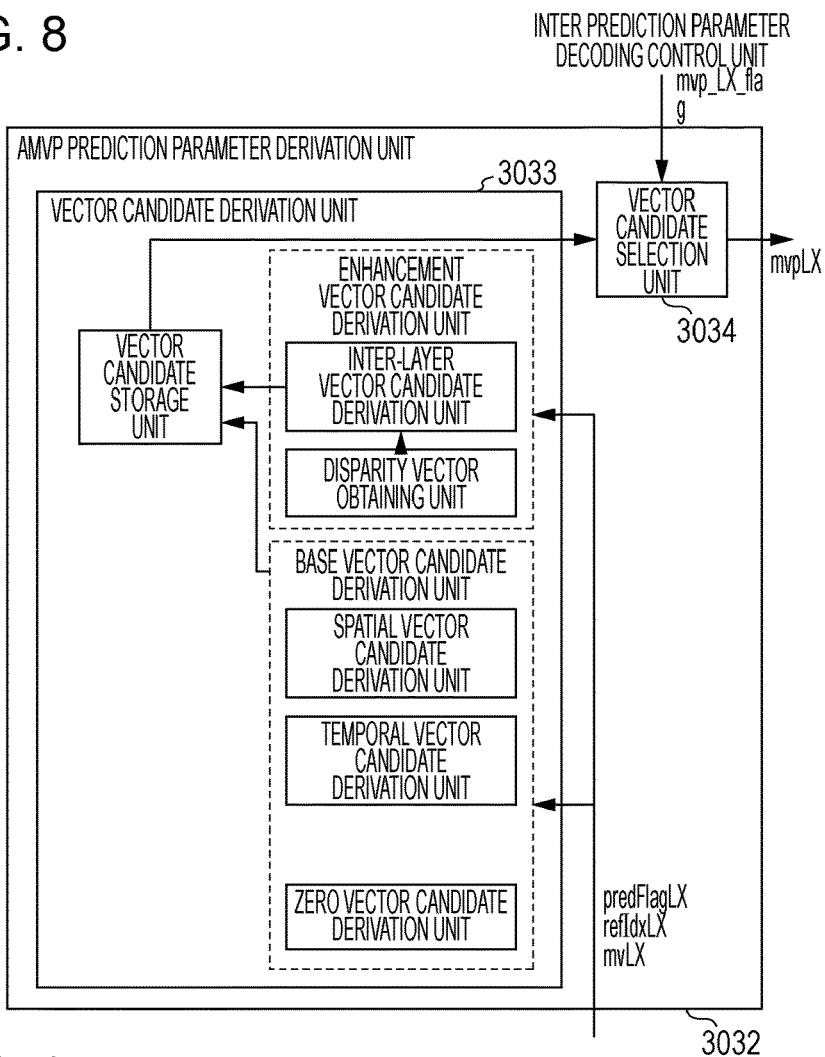 G. 8
INTER PREDICTION PARAMETER
DECODING CONTROL UNIT
mvp_LX_fla
g
AMVP PREDICTION PARAMETER DERIVATION UNIT
3033
VECTOR CANDIDATE DERIVATION UNIT
VECTOR
CANDIDATE
SELECTION
UNIT
mvpLX
3034
ENHANCEMENT
VECTOR CANDIDATE
DERIVATION UNIT
VECTOR
CANDIDATE
STORAGE
UNIT
INTER-LAYER
VECTOR CANDIDATE
DERIVATION UNIT
DISPARITY VECTOR
OBTAINING UNIT
BASE VECTOR CANDIDATE
DERIVATION UNIT
SPATIAL VECTOR
CANDIDATE
DERIVATION UNIT
TEMPORAL VECTOR
CANDIDATE
DERIVATION UNIT
ZERO VECTOR CANDIDATE
DERIVATION UNIT
predFlagLX
refIdxLX
mvLX
3032